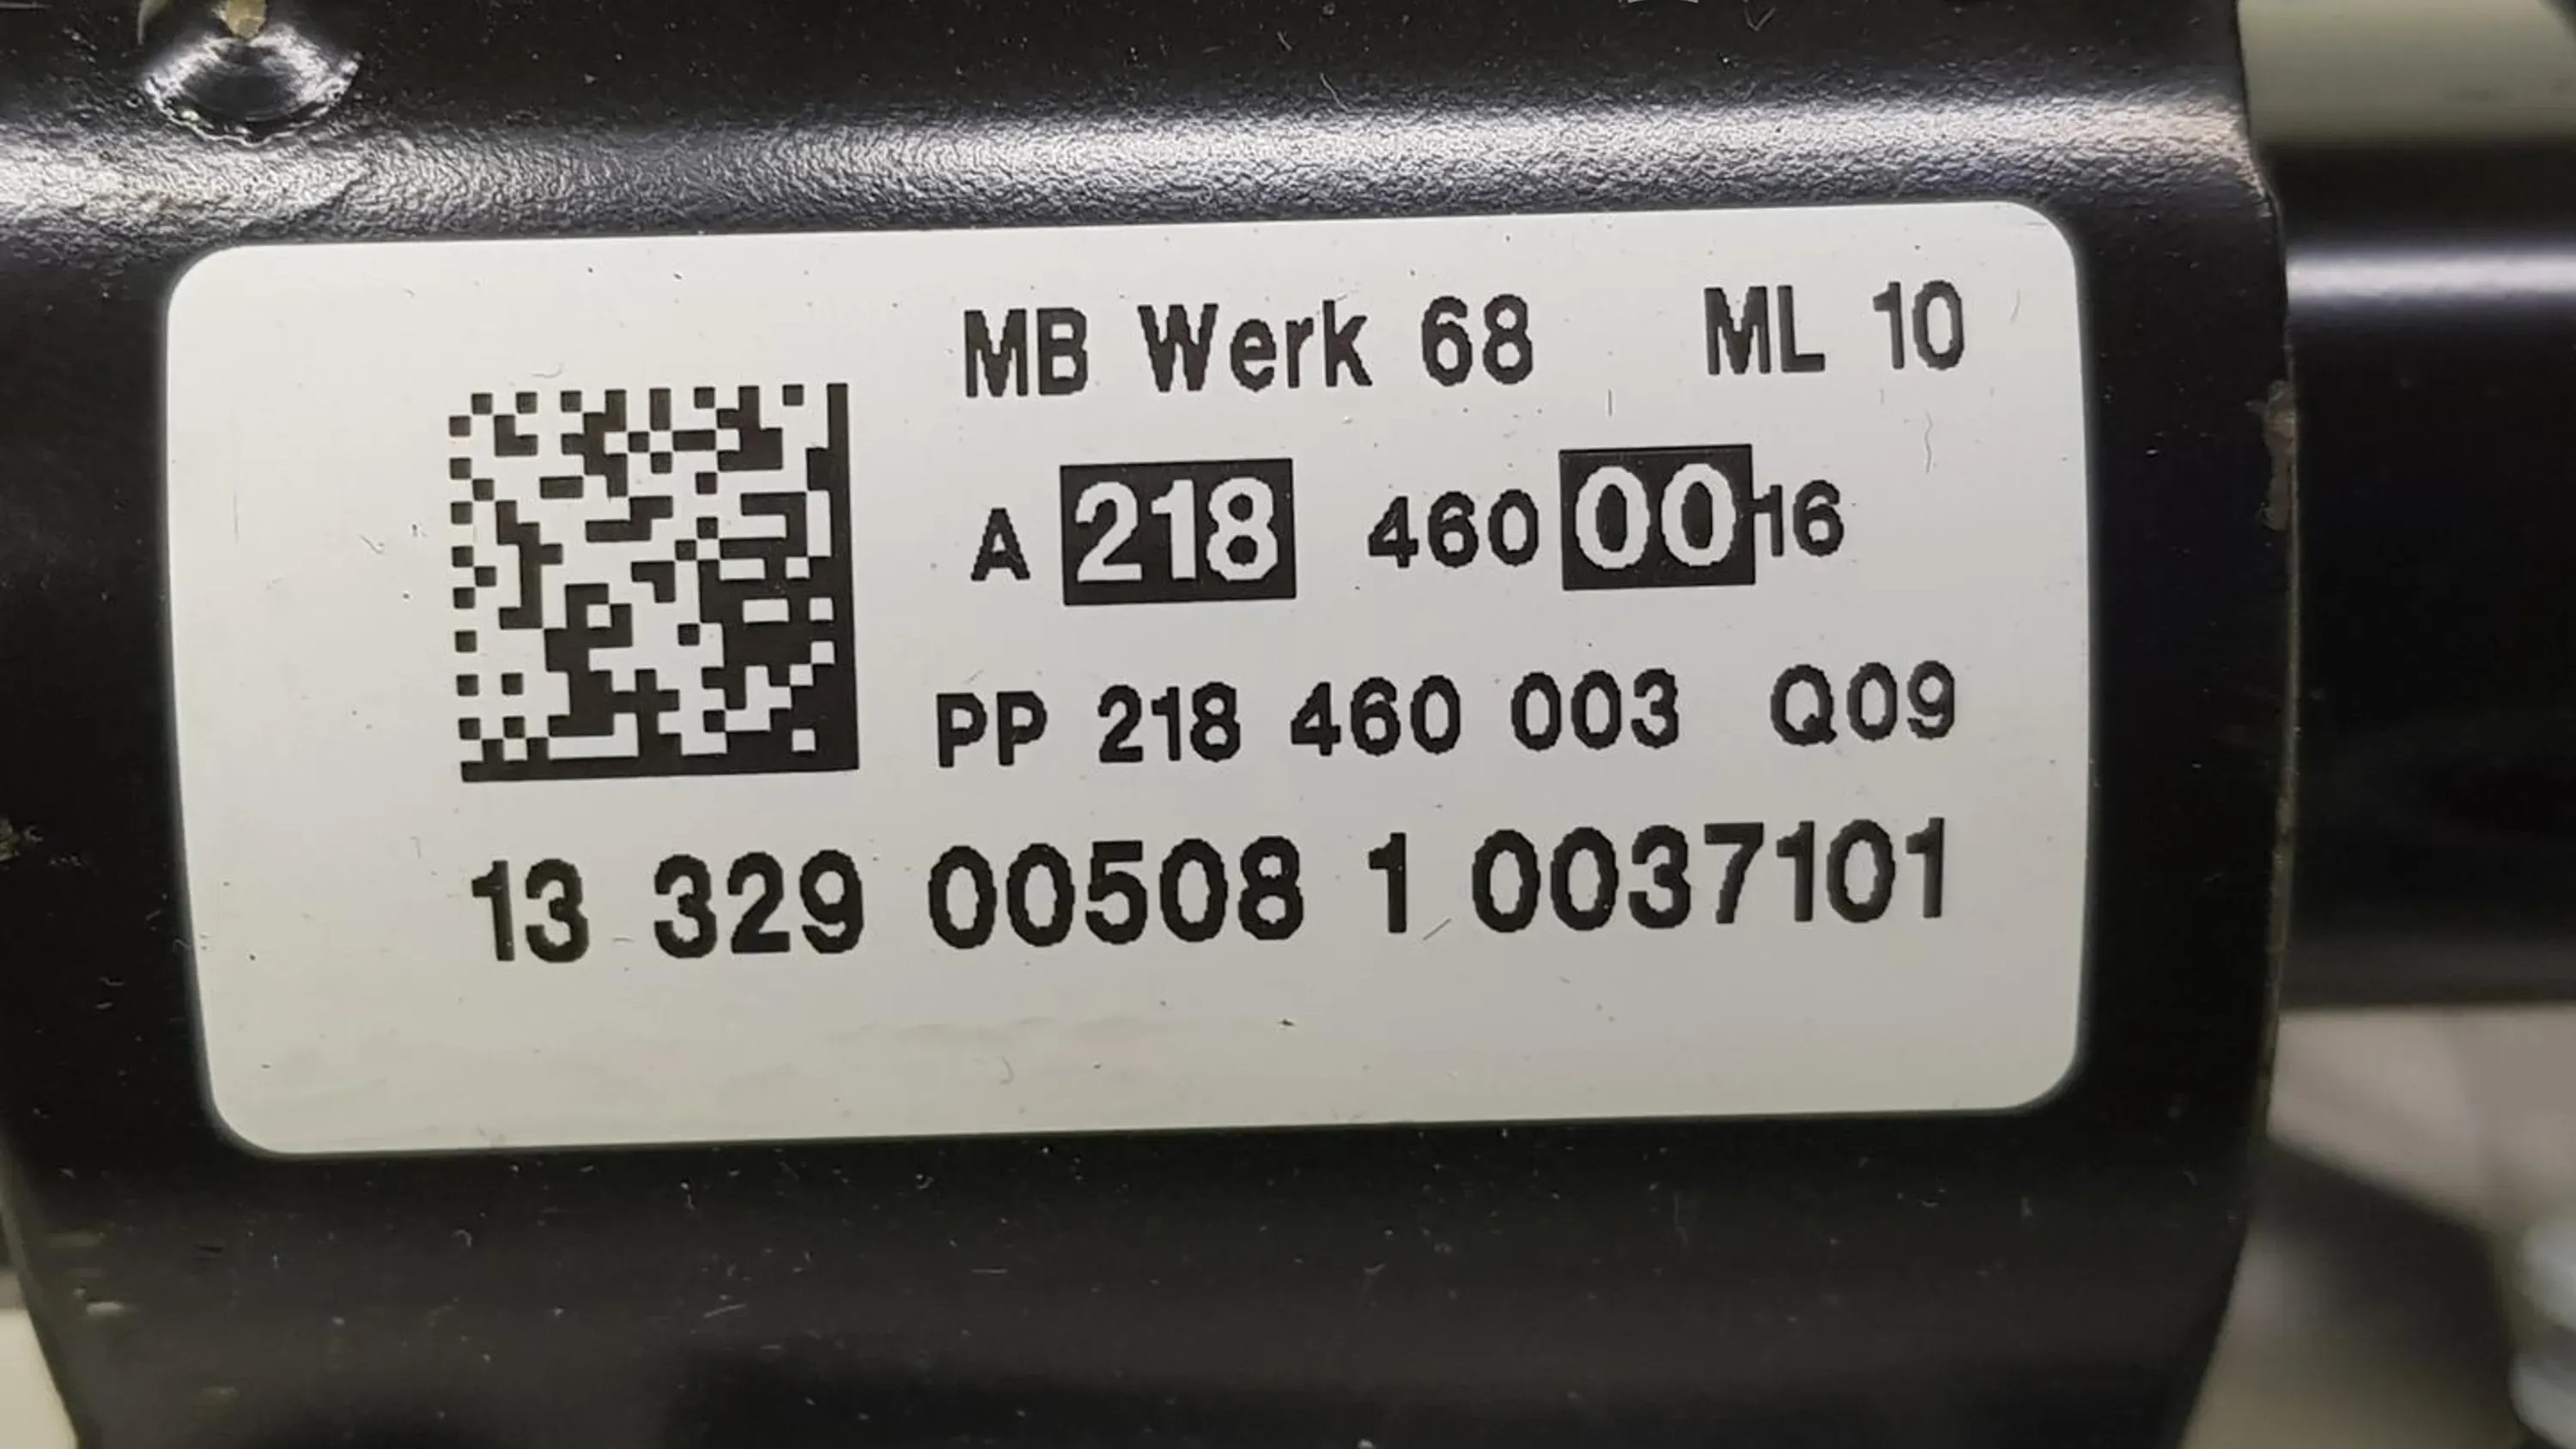 MB Werk 68 ML 10
A 218 460 00 16
PP 218 460 003 Q09
13 329 00508 1 0037101